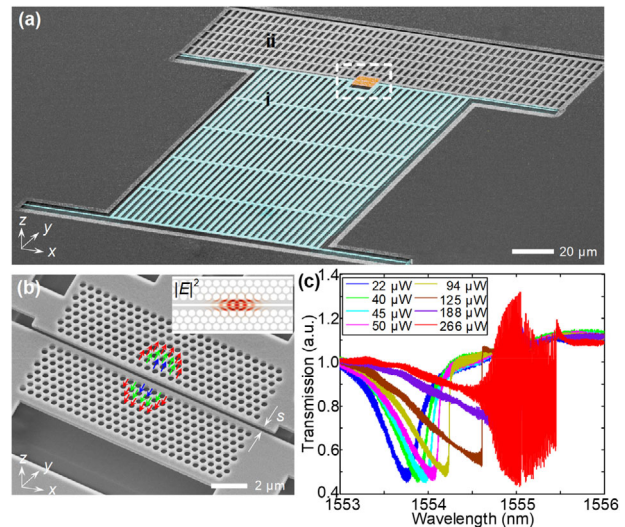 (a)
ii
i
z
y
x
20 μm
(b)
|E|²
s
z
y
x
2 μm
(c)
1.4
1.2
1.0
0.8
0.6
0.4
Transmission (a.u.)
22 μW
40 μW
45 μW
50 μW
94 μW
125 μW
188 μW
266 μW
1553
1554
1555
1556
Wavelength (nm)